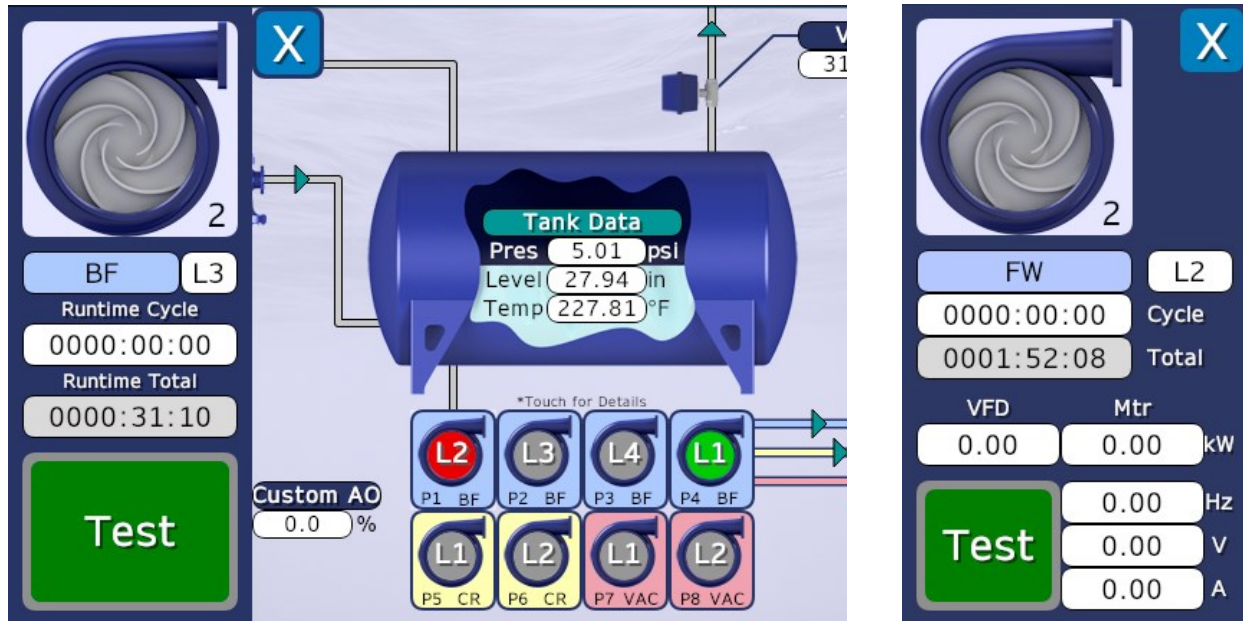 2
BF L3
Runtime Cycle
0000:00:00
Runtime Total
0000:31:10
Test
X
V
31
Tank Data
Pres 5.01 psi
Level 27.94 in
Temp 227.81 °F
*Touch for Details
Custom AO
0.0 %
L2 L3 L4 L1
P1 BF P2 BF P3 BF P4 BF
L1 L2 L1 L2
P5 CR P6 CR P7 VAC P8 VAC
X
2
FW L2
0000:00:00 Cycle
0001:52:08 Total
VFD Mtr
0.00 0.00 kW
Test
0.00 Hz
0.00 V
0.00 A